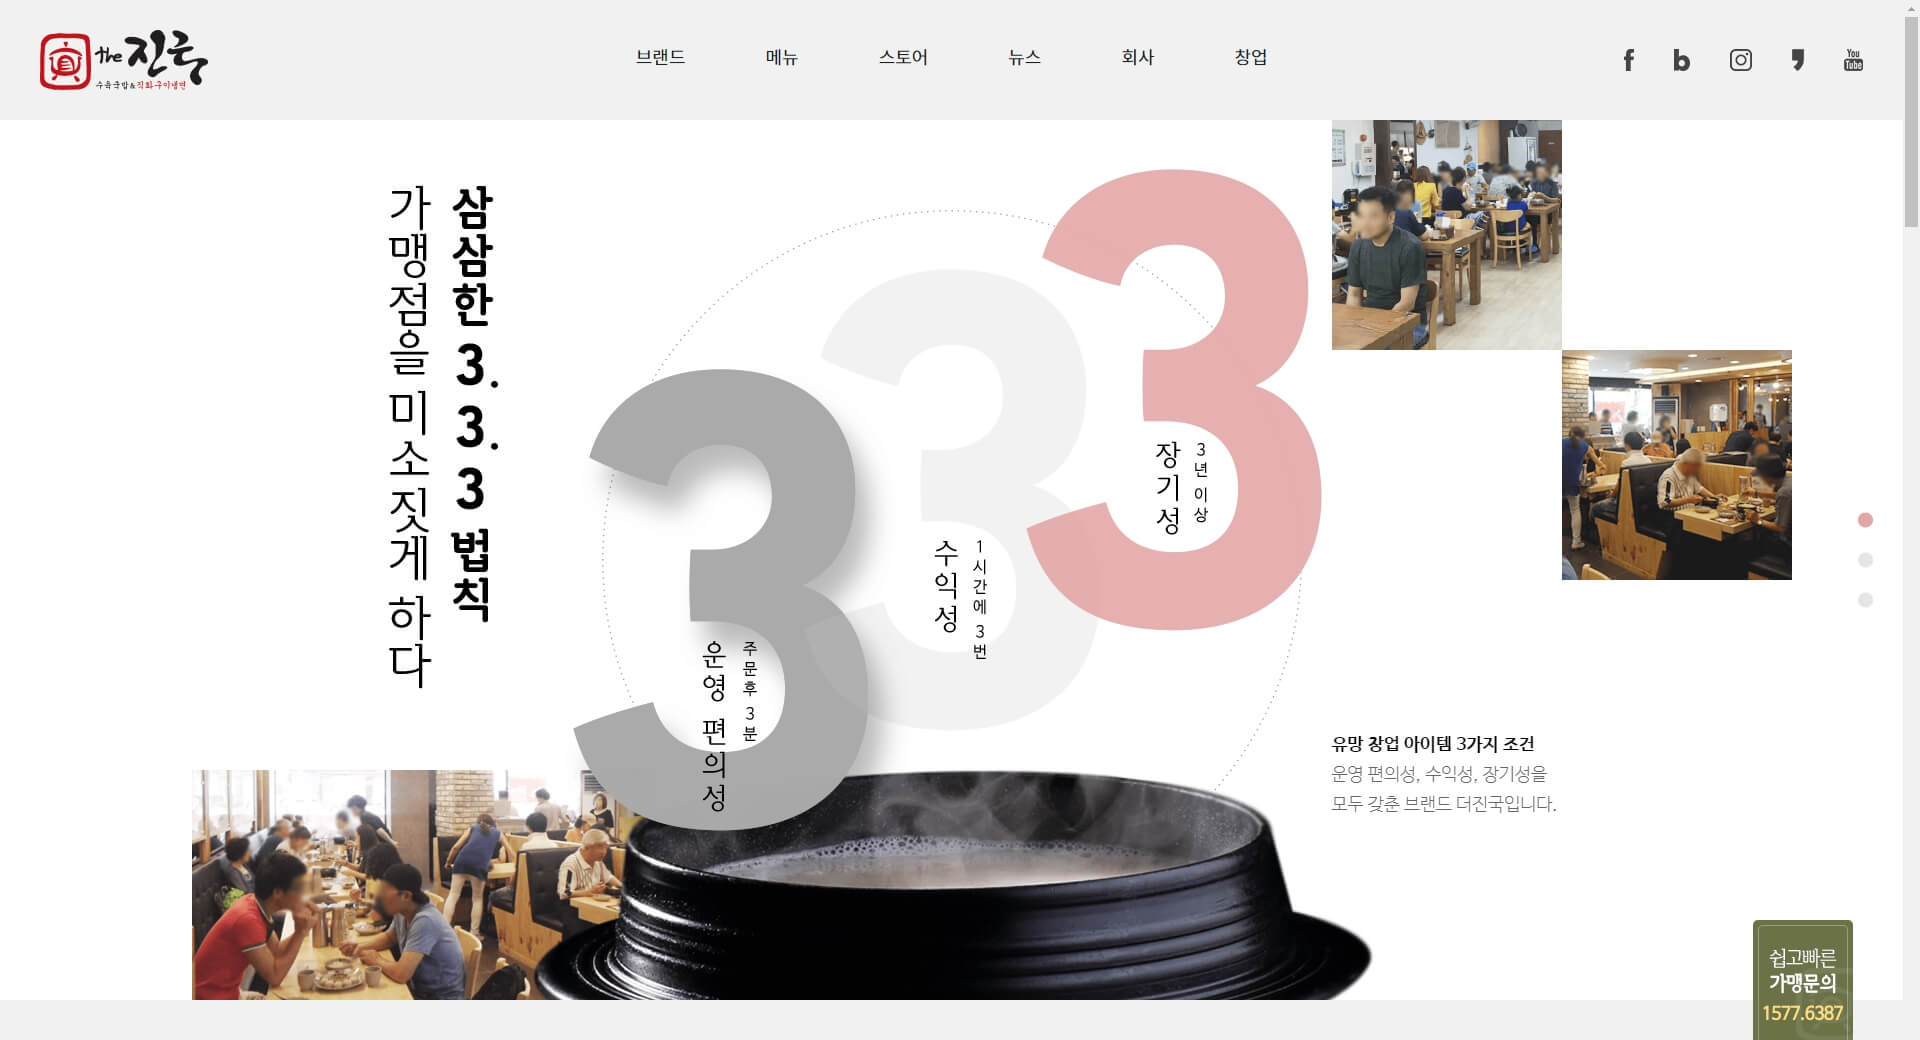 the 진국
수육국밥&직화구이냉면
브랜드
메뉴
스토어
뉴스
회사
창업
You
Tube
삼삼한 3. 3. 3 법칙
가맹점을 미소짓게 하다
3
3
3
3년 이상
장기성
1시간에 3번
수익성
주문후 3분
운영 편의성
유망 창업 아이템 3가지 조건
운영 편의성, 수익성, 장기성을
모두 갖춘 브랜드 더진국입니다.
쉽고빠른
가맹문의
1577.6387